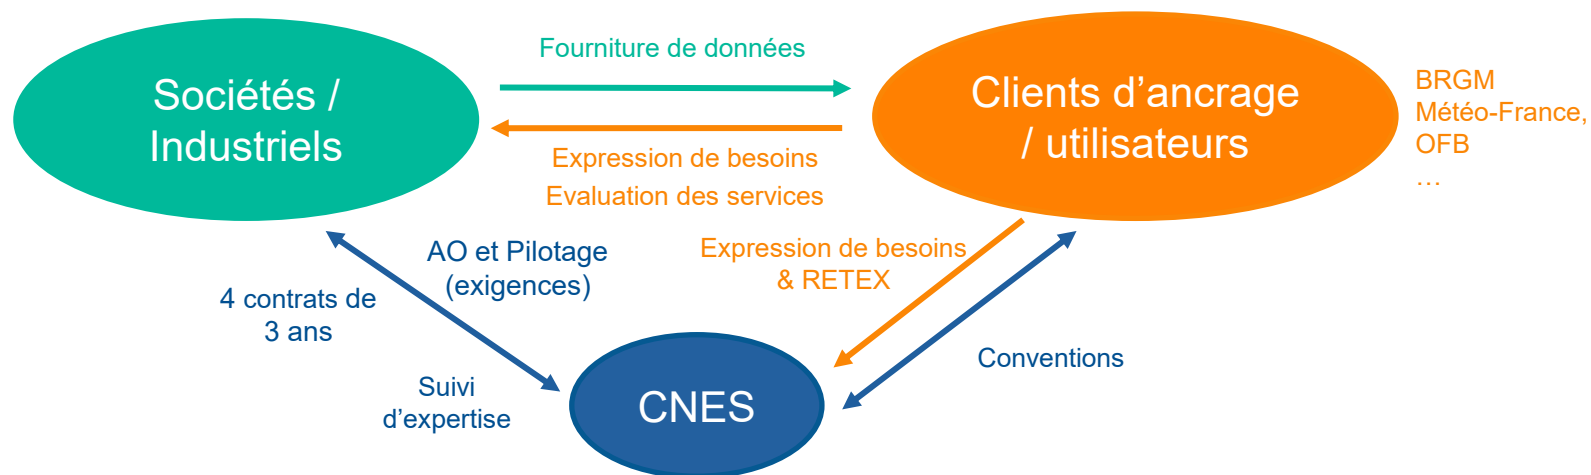 Fourniture de données
Sociétés /
Industriels
Clients d’ancrage
/ utilisateurs
BRGM
Météo-France,
OFB
…
Expression de besoins
Evaluation des services
AO et Pilotage
(exigences)
4 contrats de
3 ans
Expression de besoins
& RETEX
Conventions
Suivi
d’expertise
CNES